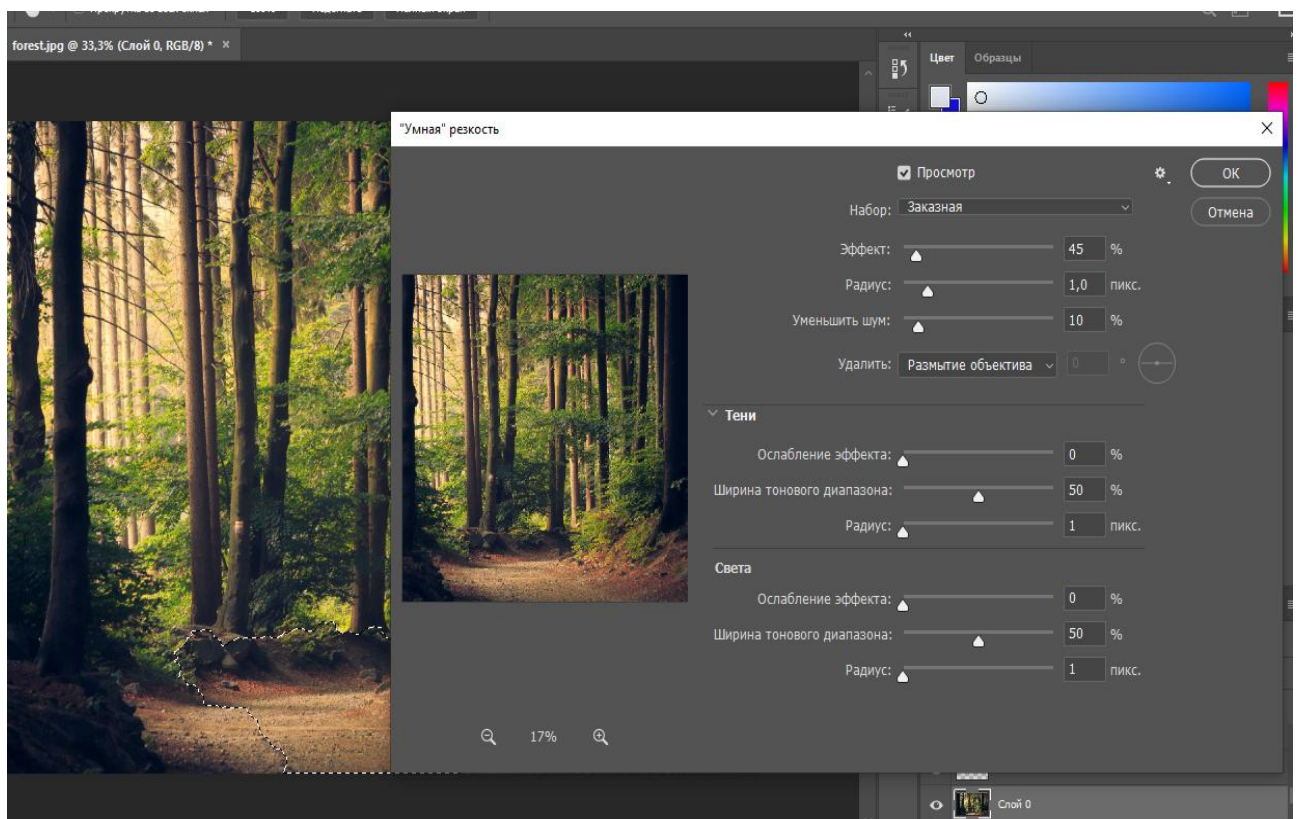 forest.jpg @ 33,3% (Слой 0, RGB/8) * ×
Цвет Образцы
"Умная" резкость
Просмотр
ОК
Набор: Заказная
Отмена
Эффект: 45 %
Радиус: 1,0 пикс.
Уменьшить шум: 10 %
Удалить: Размытие объектива 0 °
Тени
Ослабление эффекта: 0 %
Ширина тонового диапазона: 50 %
Радиус: 1 пикс.
Света
Ослабление эффекта: 0 %
Ширина тонового диапазона: 50 %
Радиус: 1 пикс.
17%
Слой 0